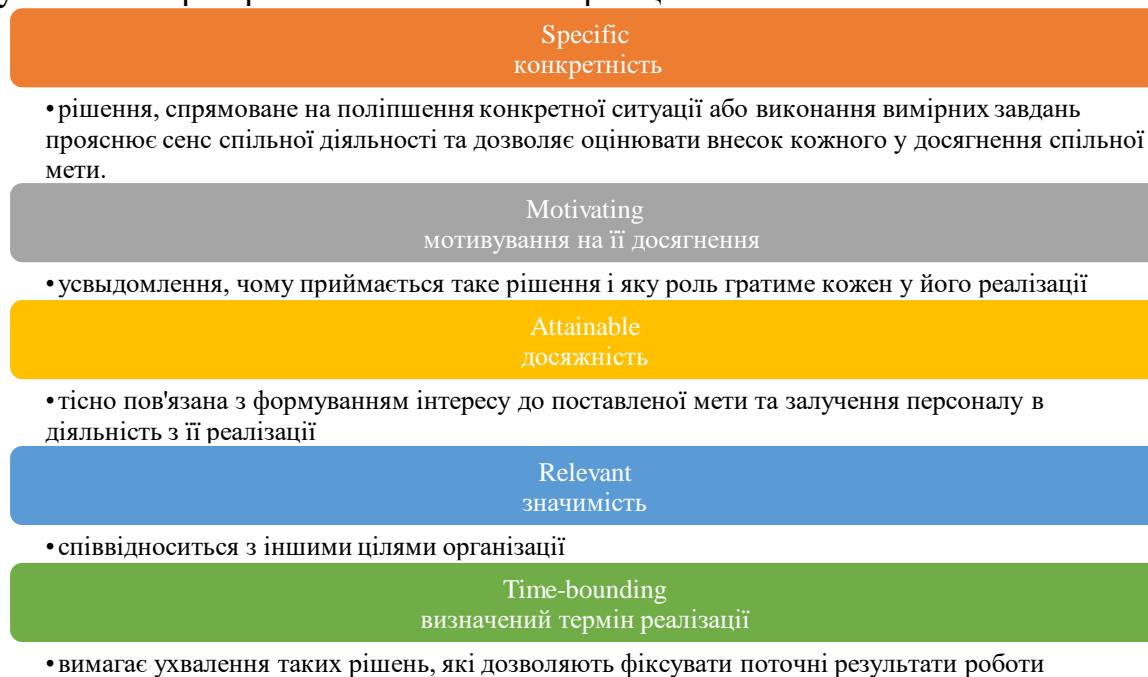 Specific
конкретність
• рішення, спрямоване на поліпшення конкретної ситуації або виконання вимірних завдань
прояснює сенс спільної діяльності та дозволяє оцінювати внесок кожного у досягнення спільної
мети.
Motivating
мотивування на її досягнення
• усвыдомлення, чому приймається таке рішення і яку роль гратиме кожен у його реалізації
Attainable
досяжність
• тісно пов'язана з формуванням інтересу до поставленої мети та залучення персоналу в
діяльність з її реалізації
Relevant
значимість
• співвідноситься з іншими цілями організації
Time-bounding
визначений термін реалізації
• вимагає ухвалення таких рішень, які дозволяють фіксувати поточні результати роботи